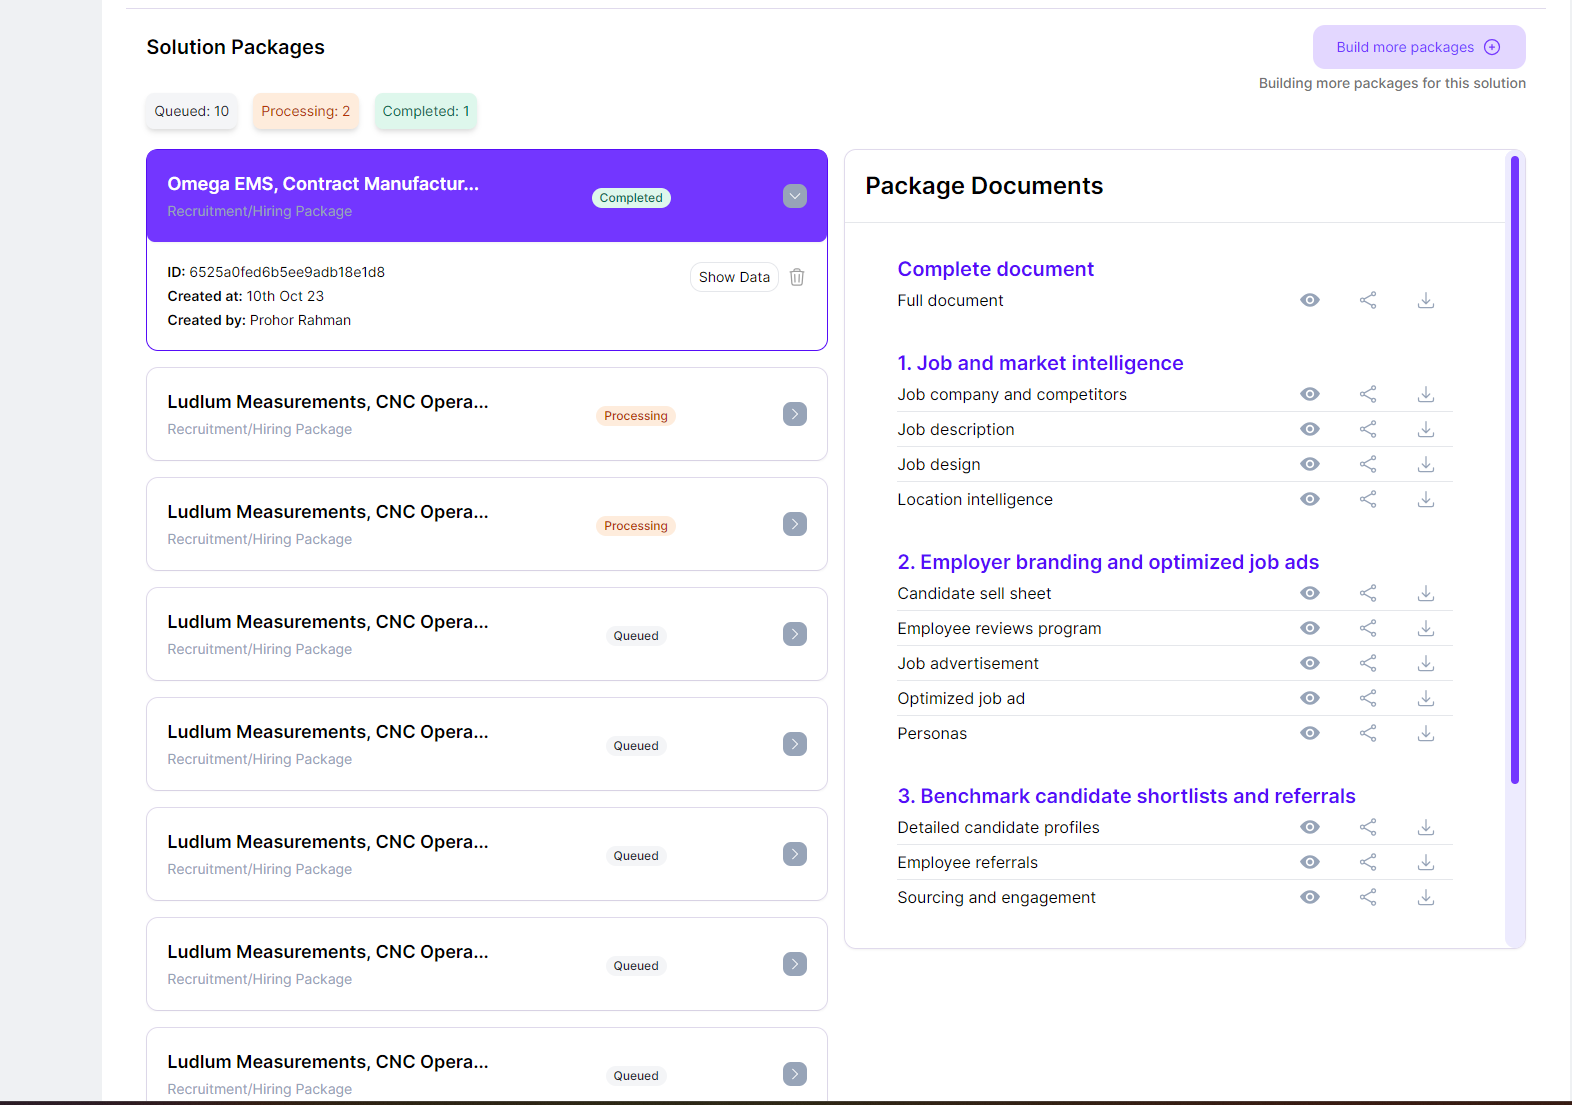 Solution Packages
Build more packages
Building more packages for this solution
Queued: 10
Processing: 2
Completed: 1
Omega EMS, Contract Manufactur...
Recruitment/Hiring Package
Completed
ID: 6525a0fed6b5ee9adb18e1d8
Created at: 10th Oct 23
Created by: Prohor Rahman
Show Data
Ludlum Measurements, CNC Opera...
Recruitment/Hiring Package
Processing
Ludlum Measurements, CNC Opera...
Recruitment/Hiring Package
Processing
Ludlum Measurements, CNC Opera...
Recruitment/Hiring Package
Queued
Ludlum Measurements, CNC Opera...
Recruitment/Hiring Package
Queued
Ludlum Measurements, CNC Opera...
Recruitment/Hiring Package
Queued
Ludlum Measurements, CNC Opera...
Recruitment/Hiring Package
Queued
Ludlum Measurements, CNC Opera...
Recruitment/Hiring Package
Queued
Package Documents
Complete document
Full document
1. Job and market intelligence
Job company and competitors
Job description
Job design
Location intelligence
2. Employer branding and optimized job ads
Candidate sell sheet
Employee reviews program
Job advertisement
Optimized job ad
Personas
3. Benchmark candidate shortlists and referrals
Detailed candidate profiles
Employee referrals
Sourcing and engagement